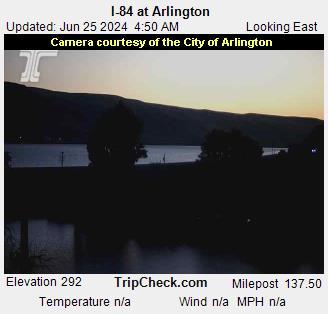 I-84 at Arlington
Updated: Jun 25 2024 4:50 AM Looking East
Camera courtesy of the City of Arlington
Elevation 292 TripCheck.com Milepost 137.50
Temperature n/a Wind n/a MPH n/a